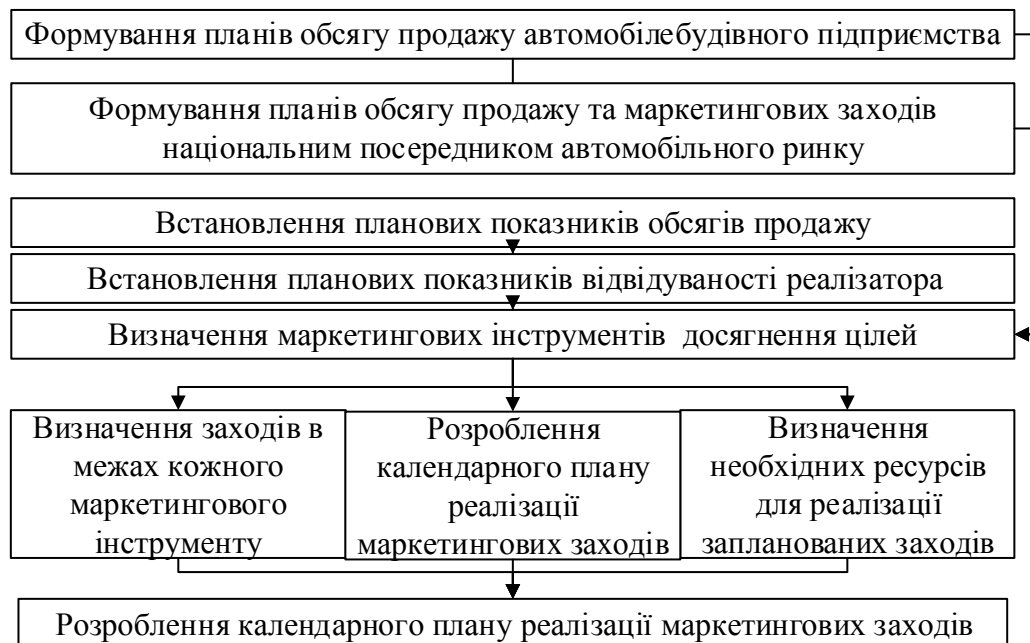 Формування планів обсягу продажу автомобілебудівного підприємства
Формування планів обсягу продажу та маркетингових заходів
національним посередником автомобільного ринку
Встановлення планових показників обсягів продажу
Встановлення планових показників відвідуваності реалізатора
Визначення маркетингових інструментів досягнення цілей
Визначення заходів в
межах кожного
маркетингового
інструменту
Розроблення
календарного плану
реалізації
маркетингових заходів
Визначення
необхідних ресурсів
для реалізації
запланованих заходів
Розроблення календарного плану реалізації маркетингових заходів